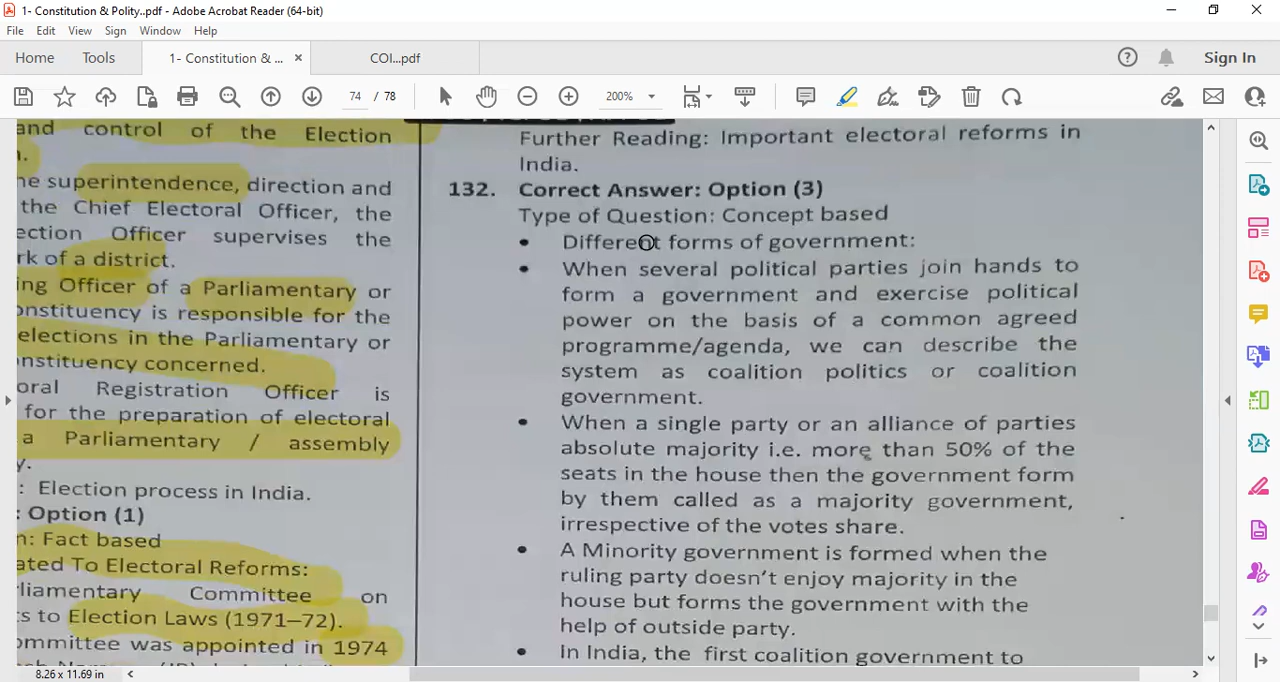 1- Constitution & Polity..pdf - Adobe Acrobat Reader (64-bit)
File Edit View Sign Window Help
Home Tools 1- Constitution & ... × COI...pdf Sign In
74 / 78 200%
and control of the Election
superintendence, direction and
the Chief Electoral Officer, the
Officer supervises the
of a district.
Officer of a Parliamentary or
is responsible for the
elections in the Parliamentary or
concerned.
Registration Officer is
for the preparation of electoral
a Parliamentary / assembly
: Election process in India.
: Option (1)
: Fact based
To Electoral Reforms:
Committee on
to Election Laws (1971–72).
was appointed in 1974
Further Reading: Important electoral reforms in
India.
132. Correct Answer: Option (3)
Type of Question: Concept based
• Different forms of government:
• When several political parties join hands to
form a government and exercise political
power on the basis of a common agreed
programme/agenda, we can describe the
system as coalition politics or coalition
government.
• When a single party or an alliance of parties
absolute majority i.e. more than 50% of the
seats in the house then the government form
by them called as a majority government,
irrespective of the votes share.
• A Minority government is formed when the
ruling party doesn't enjoy majority in the
house but forms the government with the
help of outside party.
• In India, the first coalition government to
8.26 x 11.69 in